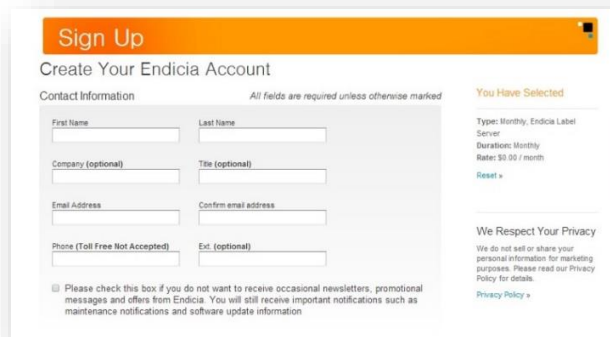 Sign Up
Create Your Endicia Account
Contact Information
All fields are required unless otherwise marked
First Name
Last Name
Company (optional)
Title (optional)
Email Address
Confirm email address
Phone (Toll Free Not Accepted)
Ext. (optional)
Please check this box if you do not want to receive occasional newsletters, promotional
messages and offers from Endicia. You will still receive important notifications such as
maintenance notifications and software update information
You Have Selected
Type: Monthly, Endicia Label
Server
Duration: Monthly
Rate: $0.00 / month
Reset »
We Respect Your Privacy
We do not sell or share your
personal information for marketing
purposes. Please read our Privacy
Policy for details.
Privacy Policy »